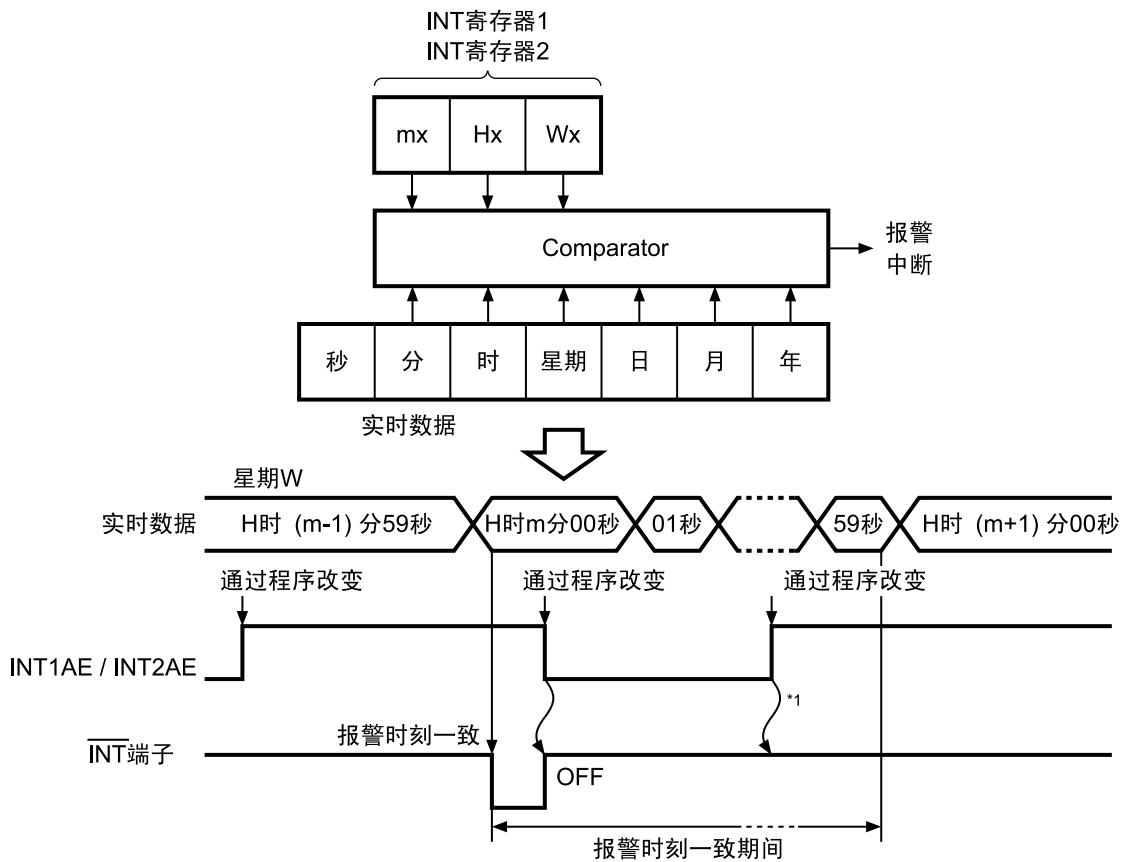 INT寄存器1
INT寄存器2
mx Hx Wx
Comparator
报警
中断
秒 分 时 星期 日 月 年
实时数据
星期W
实时数据 H时 (m-1) 分59秒 H时m分00秒 01秒 59秒 H时 (m+1) 分00秒
通过程序改变 通过程序改变 通过程序改变
INT1AE / INT2AE
*1
报警时刻一致
INT端子
OFF
报警时刻一致期间